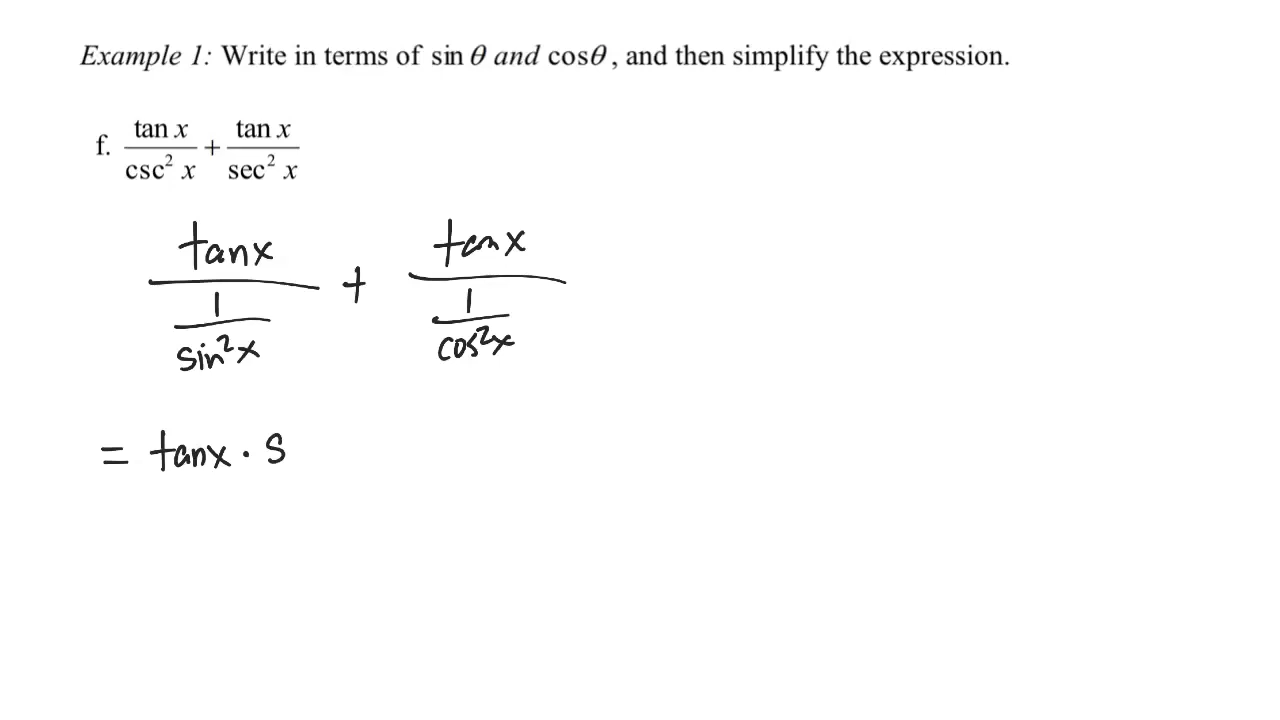 Example 1: Write in terms of sin θ and cosθ, and then simplify the expression.
f. tan x / csc² x + tan x / sec² x
tanx / (1 / sin²x) + tanx / (1 / cos²x)
= tanx · s